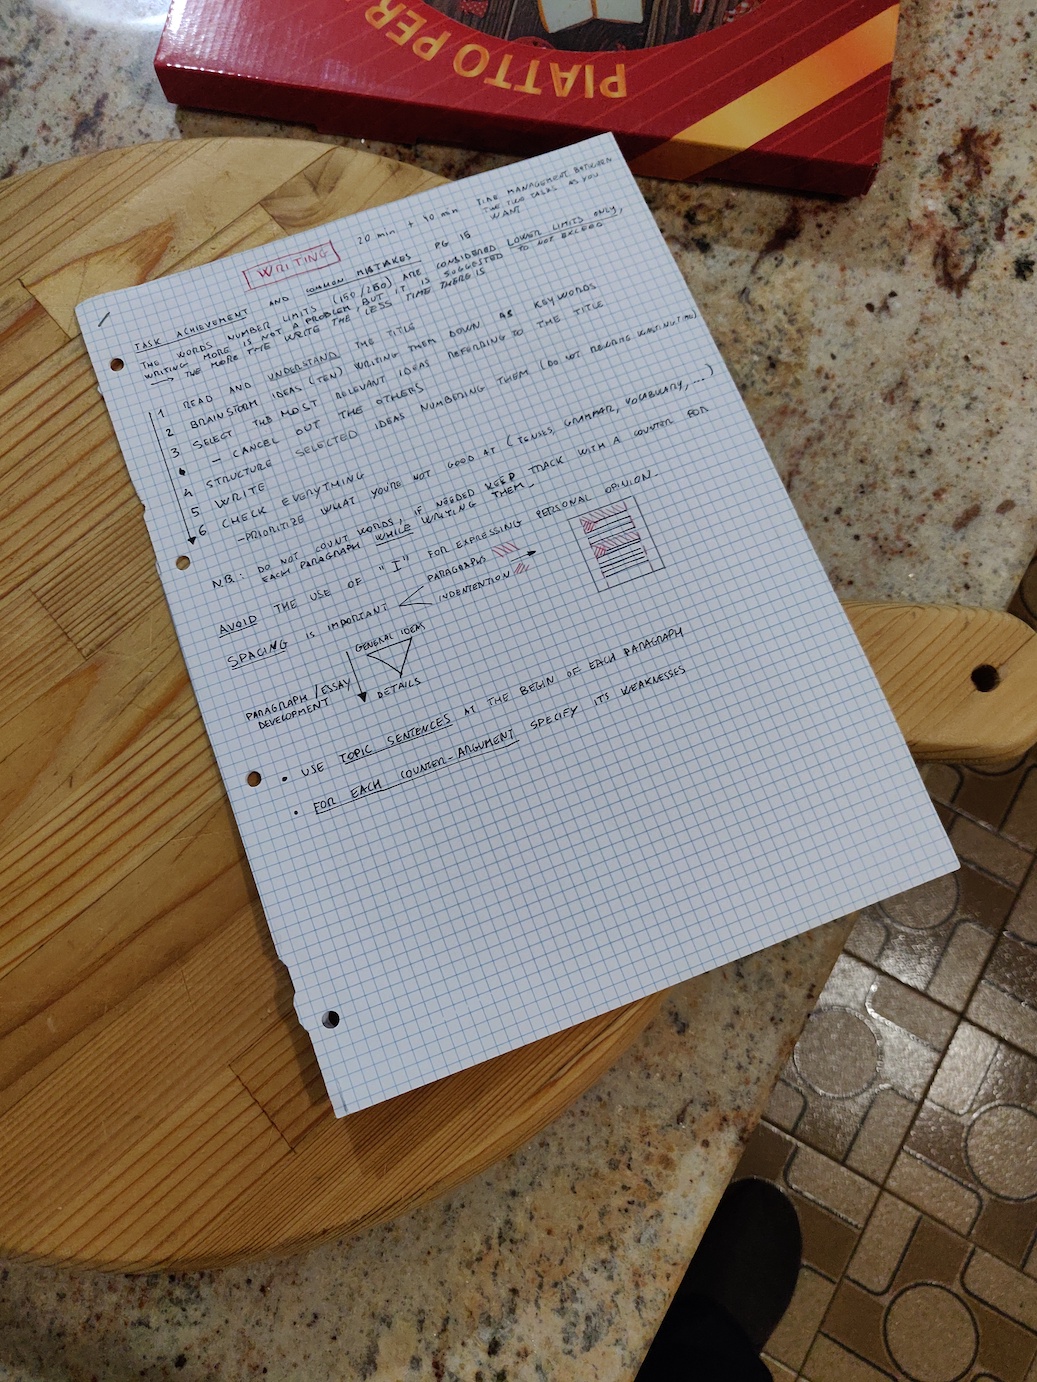 PIATTO PER
WRITING
20 min + 40 min TIME MANAGEMENT BETWEEN
THE TWO TASKS AS YOU
WANT
TASK ACHIEVEMENT AND COMMON MISTAKES PG 15
THE WORDS NUMBER LIMITS (150/250) ARE CONSIDERED LOWER LIMITS ONLY,
WRITING MORE IS NOT A PROBLEM, BUT IT IS SUGGESTED TO NOT EXCEED
→ THE MORE THE WRITE THE LESS TIME THERE IS
1. READ AND UNDERSTAND THE TITLE
2 BRAINSTORM IDEAS (TEN) WRITING THEM DOWN AS KEYWORDS
3. SELECT THE MOST RELEVANT IDEAS REFERRING TO THE TITLE
- CANCEL OUT THE OTHERS
4 STRUCTURE SELECTED IDEAS NUMBERING THEM (DO NOT REWRITE WASTING TIME)
5 WRITE
6. CHECK EVERYTHING
-PRIORITIZE WHAT YOU'RE NOT GOOD AT (TENSES, GRAMMAR, VOCABULARY, ...)
N.B.: DO NOT COUNT WORDS, IF NEEDED KEEP TRACK WITH A COUNTER FOR
EACH PARAGRAPH WHILE WRITING THEM.
AVOID THE USE OF "I" FOR EXPRESSING PERSONAL OPINION.
SPACING IS IMPORTANT
PARAGRAPHS
INDENTENTION
GENERAL IDEAS
PARAGRAPH/ESSAY
DEVELOPMENT
DETAILS
• USE TOPIC SENTENCES AT THE BEGIN OF EACH PARAGRAPH
• FOR EACH COUNTER-ARGUMENT SPECIFY ITS WEAKNESSES